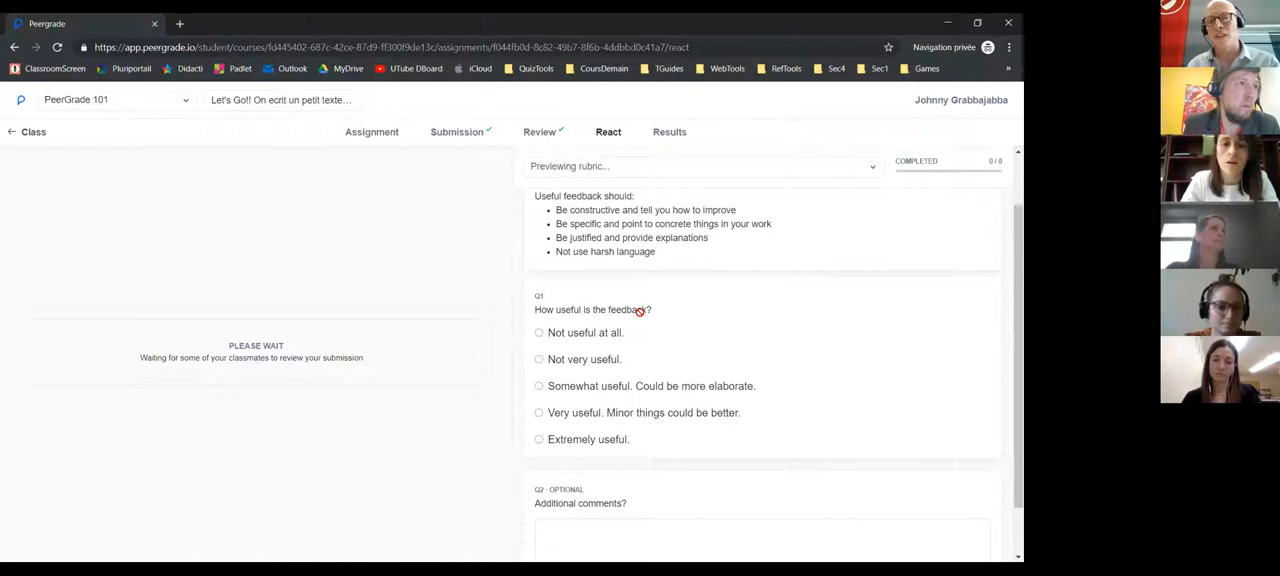 Peergrade
https://app.peergrade.io/student/courses/fd445402-687c-42ce-87d9-ff300f9de13c/assignments/f044fb0d-8c82-49b7-8f6b-4ddbbd0c41a7/react
Navigation privée
ClassroomScreen Pluriportail Didacti Padlet Outlook MyDrive UTube DBoard iCloud QuizTools CoursDemain TGuides WebTools RefTools Sec4 Sec1 Games »
PeerGrade 101 Let's Go!! On ecrit un petit texte… Johnny Grabbajabba
Class Assignment Submission Review React Results
Previewing rubric... COMPLETED 0 / 0
Useful feedback should:
• Be constructive and tell you how to improve
• Be specific and point to concrete things in your work
• Be justified and provide explanations
• Not use harsh language
Q1
How useful is the feedback?
Not useful at all.
Not very useful.
Somewhat useful. Could be more elaborate.
Very useful. Minor things could be better.
Extremely useful.
Q2 - OPTIONAL
Additional comments?
PLEASE WAIT
Waiting for some of your classmates to review your submission